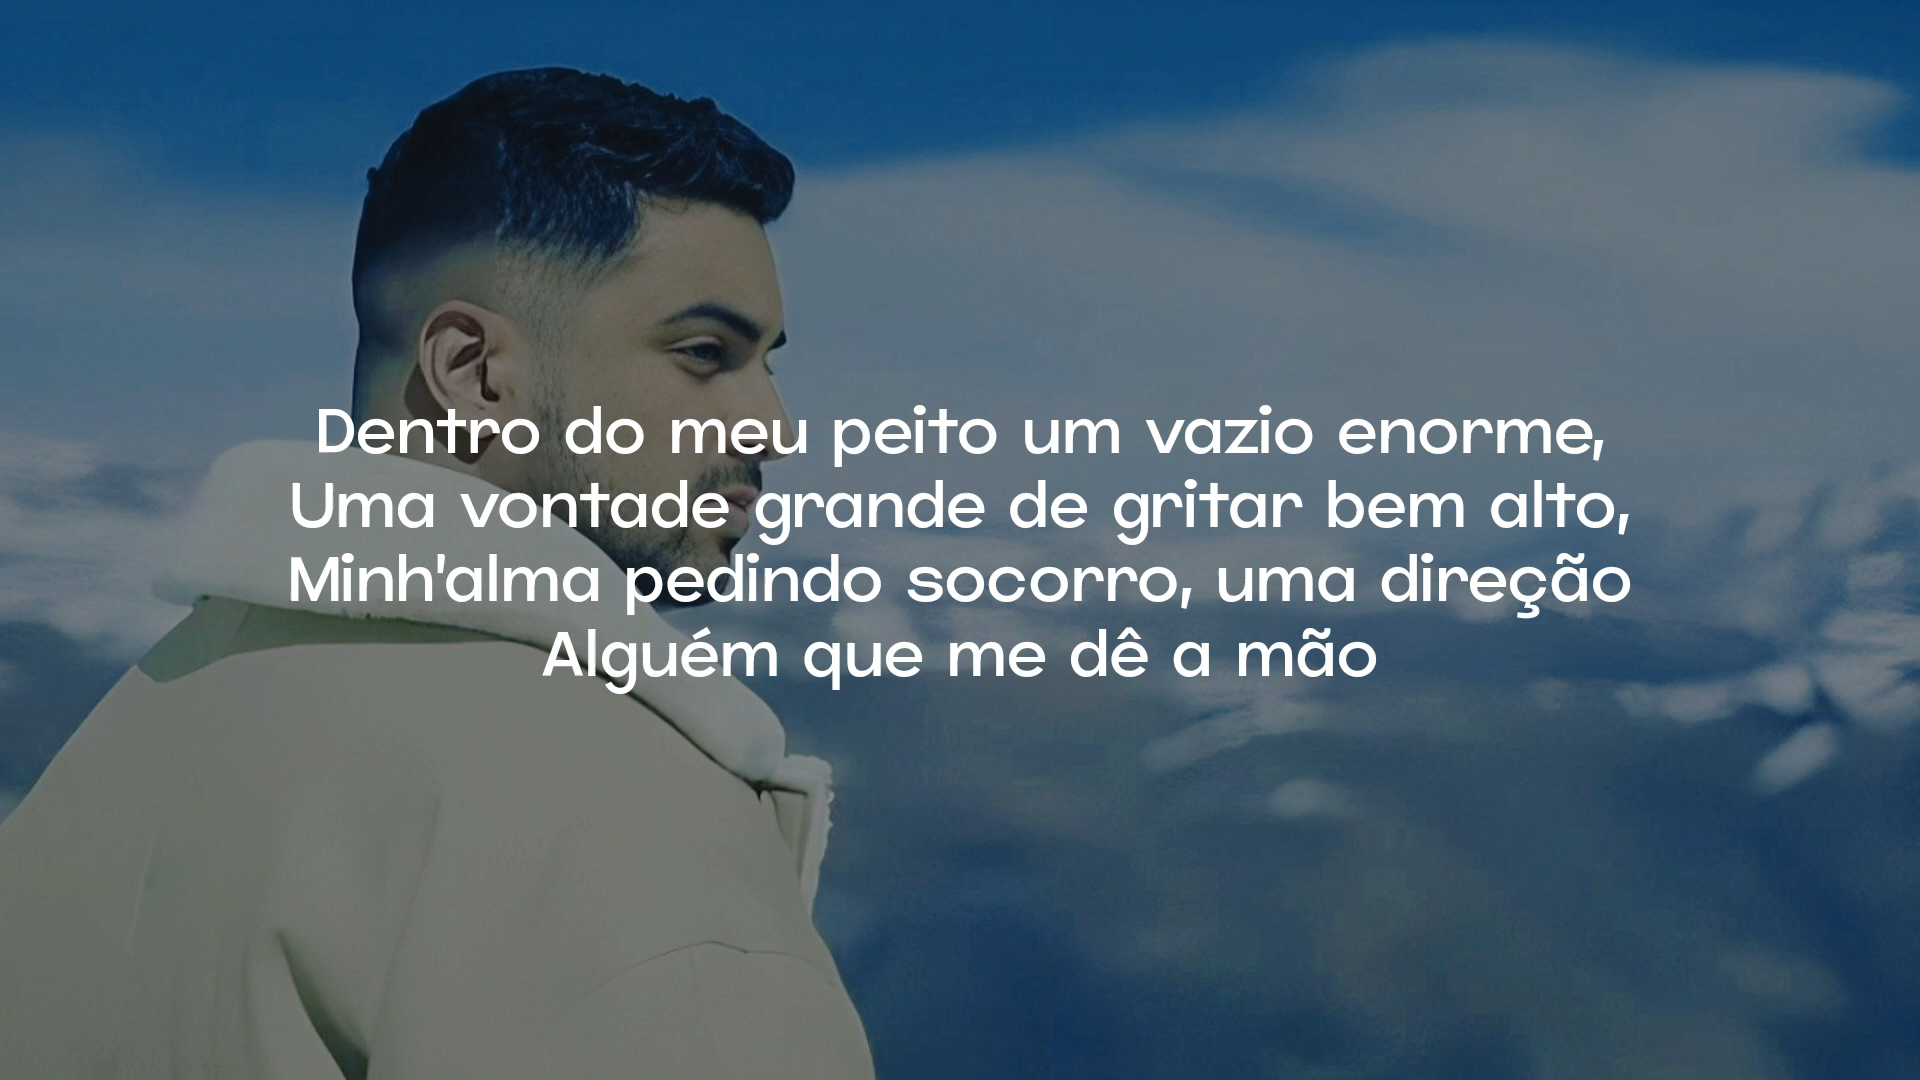 Dentro do meu peito um vazio enorme,
Uma vontade grande de gritar bem alto,
Minh'alma pedindo socorro, uma direção
Alguém que me dê a mão